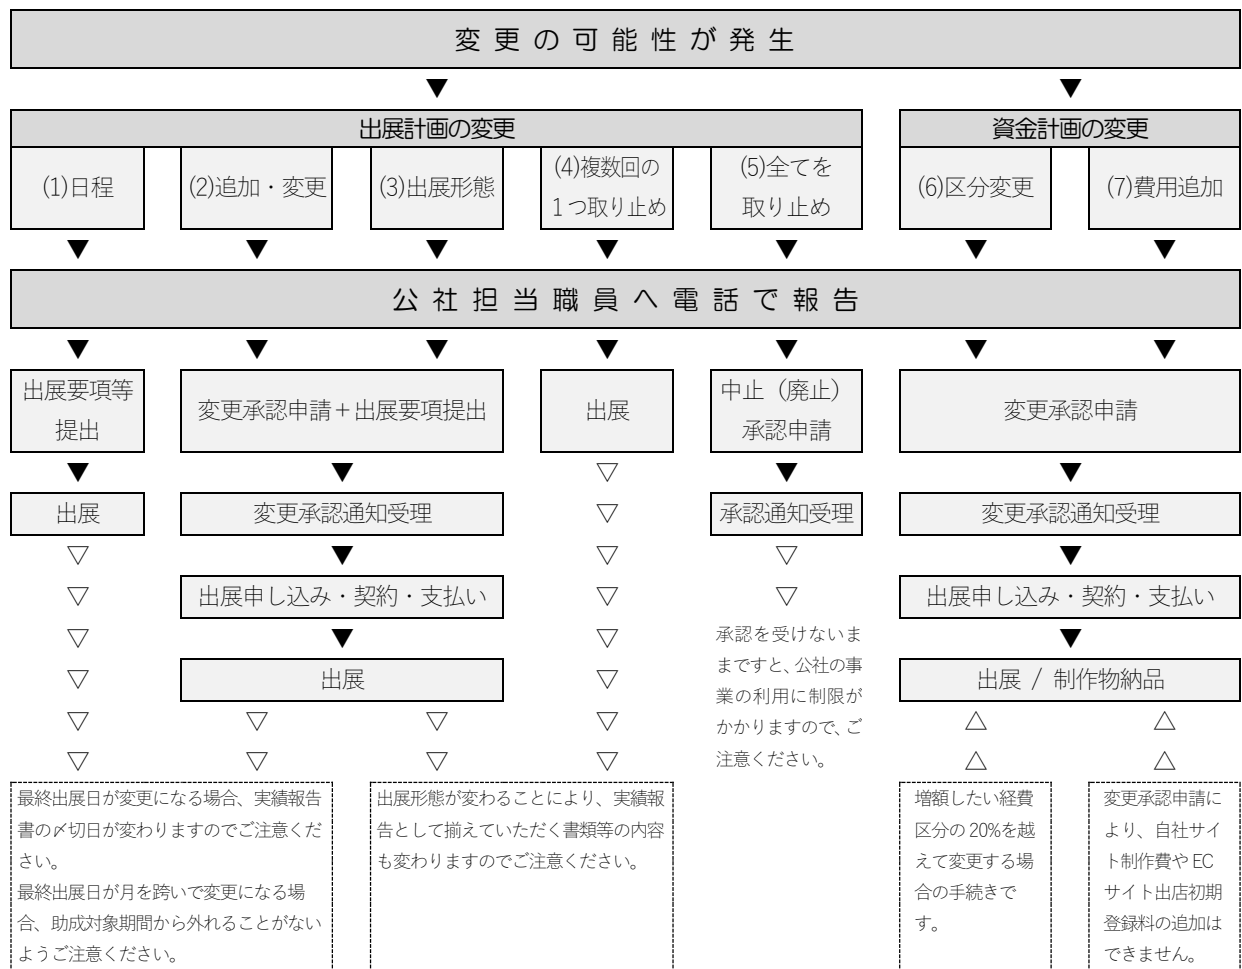 変更の可能性が発生
▼ ▼
出展計画の変更 資金計画の変更
(1)日程 (2)追加・変更 (3)出展形態 (4)複数回の (5)全てを (6)区分変更 (7)費用追加
1つ取り止め 取り止め
▼ ▼ ▼ ▼ ▼ ▼ ▼
公社担当職員へ電話で報告
▼ ▼ ▼ ▼ ▼ ▼ ▼
出展要項等 変更承認申請+出展要項提出 出展 中止（廃止） 変更承認申請
提出 承認申請
▼ ▼ ▽ ▼ ▼
出展 変更承認通知受理 ▽ 承認通知受理 変更承認通知受理
▽ ▼ ▽ ▽ ▼
▽ 出展申し込み・契約・支払い ▽ ▽ 出展申し込み・契約・支払い
▽ ▼ ▽ ▼
▽ 出展 ▽ 出展 / 制作物納品
▽ ▽ ▽ ▽ △ △
▽ ▽ ▽ ▽ △ △
承認を受けないま
まですと、公社の事
業の利用に制限が
かかりますので、ご
注意ください。
最終出展日が変更になる場合、実績報告
書の〆切日が変わりますのでご注意くだ
さい。
最終出展日が月を跨いで変更になる場
合、助成対象期間から外れることがない
ようご注意ください。
出展形態が変わることにより、実績報
告として揃えていただく書類等の内容
も変わりますのでご注意ください。
増額したい経費
区分の 20%を越
えて変更する場
合の手続きで
す。
変更承認申請に
より、自社サイ
ト制作費や EC
サイト出店初期
登録料の追加は
できません。